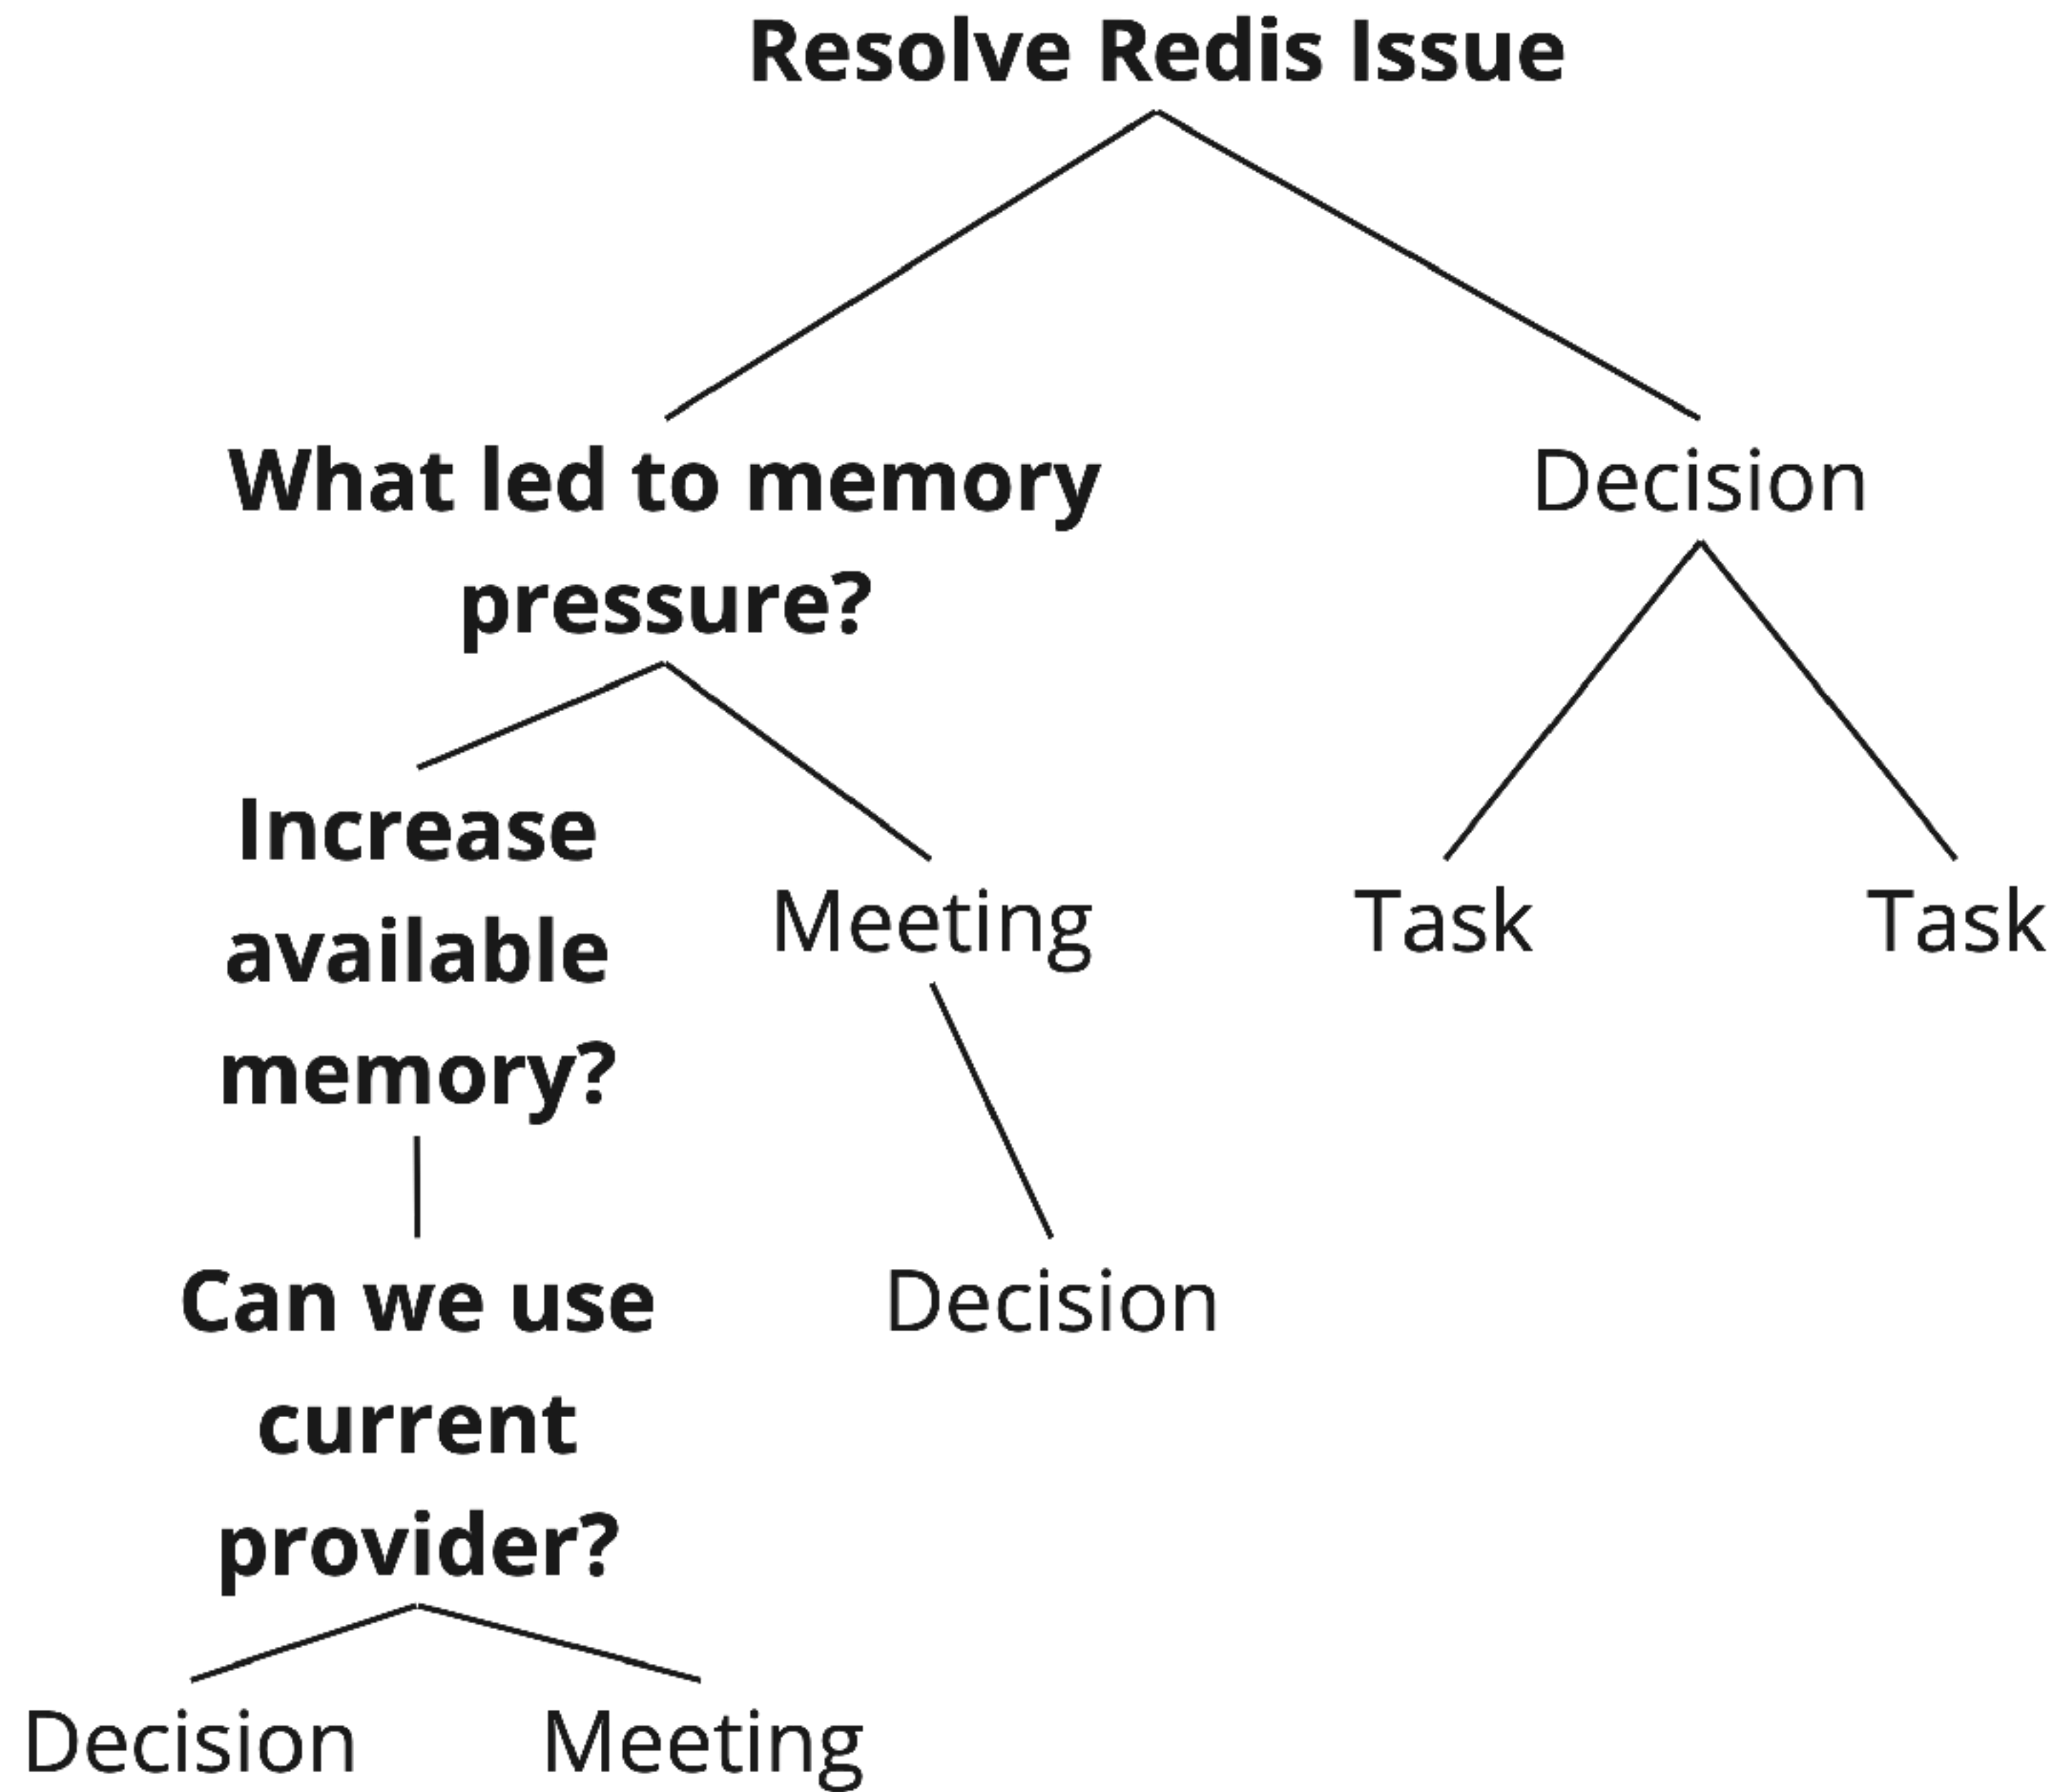 Resolve Redis Issue
What led to memory
pressure?
Decision
Increase
available
memory?
Meeting
Task
Task
Can we use
current
provider?
Decision
Decision
Meeting